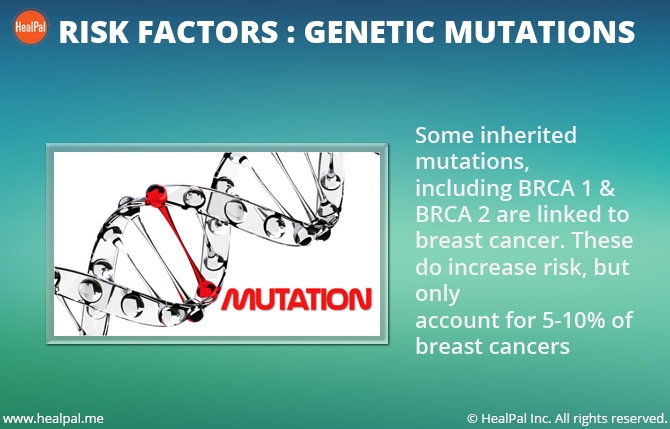 HealPal
RISK FACTORS : GENETIC MUTATIONS
Some inherited
mutations,
including BRCA 1 &
BRCA 2 are linked to
breast cancer. These
do increase risk, but
only
account for 5-10% of
breast cancers
MUTATION
www.healpal.me
© HealPal Inc. All rights reserved.